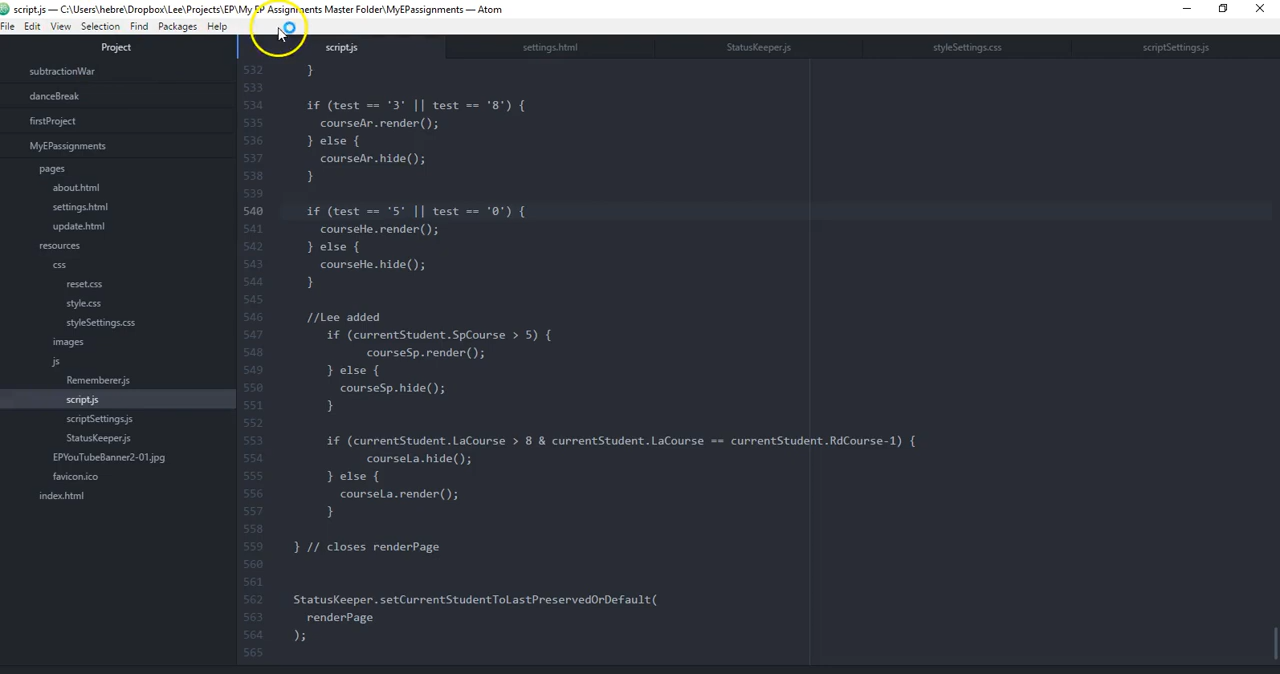 script.js — C:\Users\hebre\Dropbox\Lee\Projects\EP\My EP Assignments Master Folder\MyEPassignments — Atom
File Edit View Selection Find Packages Help
Project
script.js settings.html StatusKeeper.js styleSettings.css scriptSettings.js
subtractionWar
danceBreak
firstProject
MyEPassignments
pages
about.html
settings.html
update.html
resources
css
reset.css
style.css
styleSettings.css
images
js
Rememberer.js
script.js
scriptSettings.js
StatusKeeper.js
EPYouTubeBanner2-01.jpg
favicon.ico
index.html
532 }
533
534 if (test == '3' || test == '8') {
535 courseAr.render();
536 } else {
537 courseAr.hide();
538 }
539
540 if (test == '5' || test == '0') {
541 courseHe.render();
542 } else {
543 courseHe.hide();
544 }
545
546 //Lee added
547 if (currentStudent.SpCourse > 5) {
548 courseSp.render();
549 } else {
550 courseSp.hide();
551 }
552
553 if (currentStudent.LaCourse > 8 & currentStudent.LaCourse == currentStudent.RdCourse-1) {
554 courseLa.hide();
555 } else {
556 courseLa.render();
557 }
558
559 } // closes renderPage
560
561
562 StatusKeeper.setCurrentStudentToLastPreservedOrDefault(
563 renderPage
564 );
565